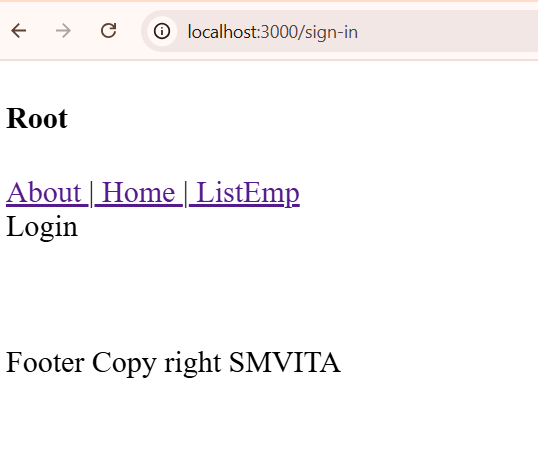 localhost:3000/sign-in
Root
About | Home | ListEmp
Login
Footer Copy right SMVITA